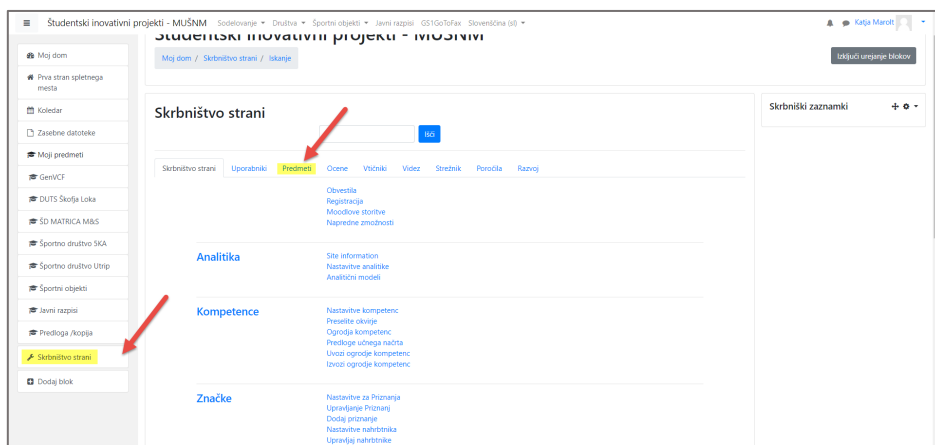 Študentski inovativni projekti - MUŠNM Sodelovanje Društva Športni objekti Javni razpisi GS1GoToFax Slovenščina (sl) Katja Marolt
Študentski inovativni projekti - MUŠNM
Moj dom / Skrbništvo strani / Iskanje
Izključi urejanje blokov
Moj dom
Prva stran spletnega
mesta
Koledar
Zasebne datoteke
Moji predmeti
GenVCF
DUTS Škofja Loka
ŠD MATRICA M&S
Športno društvo SKA
Športno društvo Utrip
Športni objekti
Javni razpisi
Predloga /kopija
Skrbništvo strani
Dodaj blok
Skrbništvo strani
Išči
Skrbništvo strani Uporabniki Predmeti Ocene Vtičniki Videz Strežnik Poročila Razvoj
Obvestila
Registracija
Moodlove storitve
Napredne zmožnosti
Analitika
Site information
Nastavitve analitike
Analitični modeli
Kompetence
Nastavitve kompetenc
Preselite okvirje
Ogrodja kompetenc
Predloge učnega načrta
Uvozi ogrodje kompetenc
Izvozi ogrodje kompetenc
Značke
Nastavitve za Priznanja
Upravljanje Priznanj
Dodaj priznanje
Nastavitve nahrbtnika
Upravljaj nahrbtnike
Skrbniški zaznamki